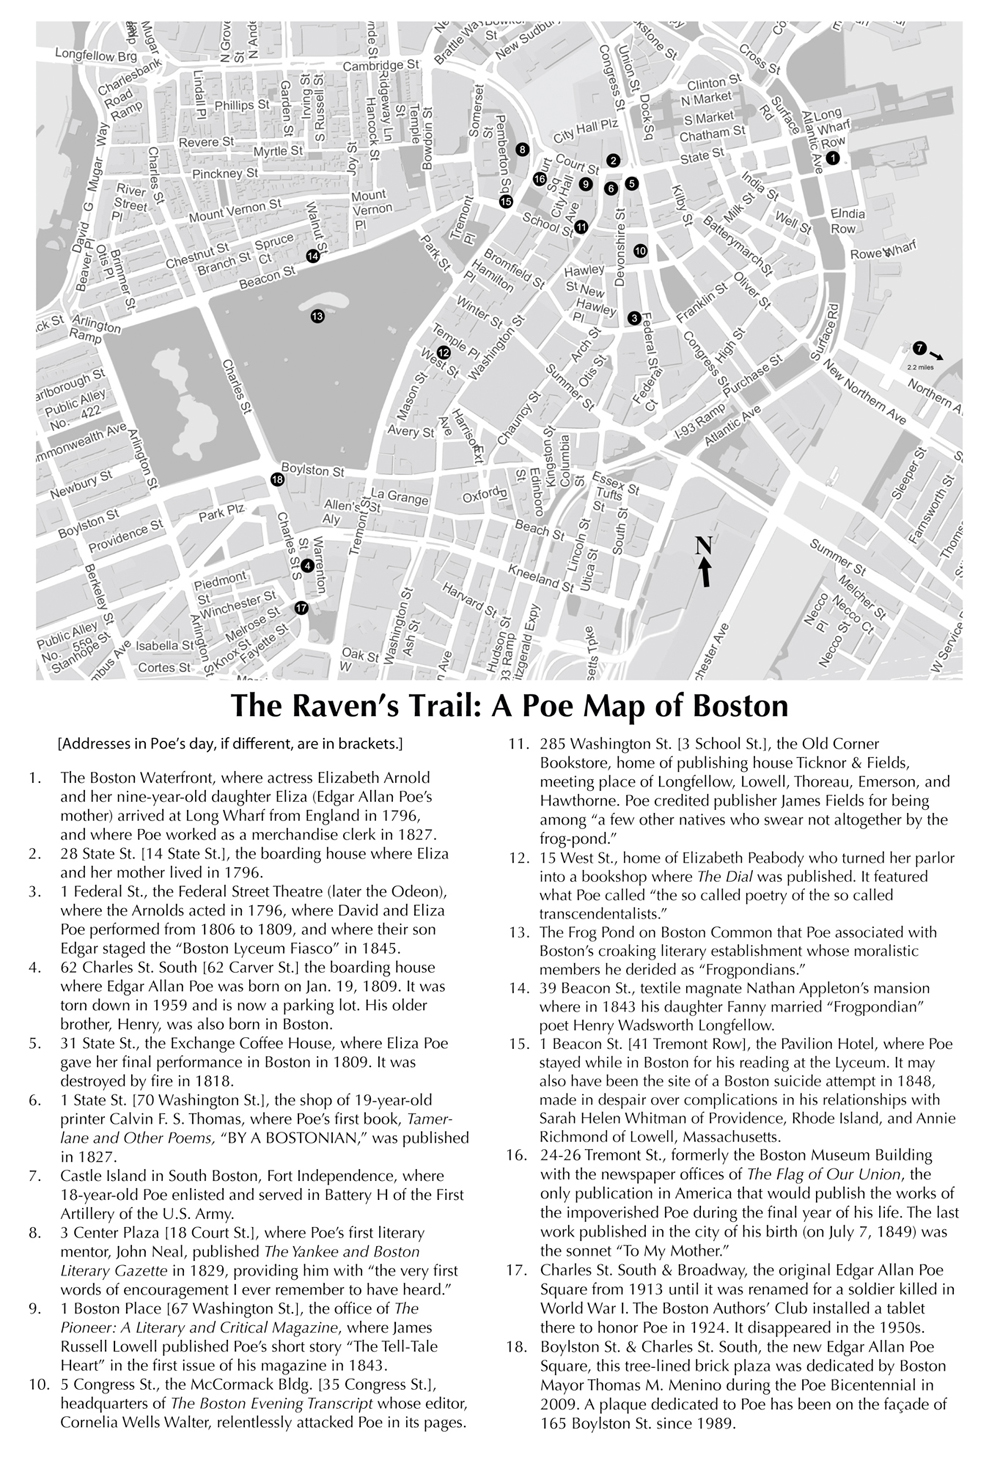 Longfellow Brg
Cambridge St
Charlesbank
Road
Ramp
Mugar Way
David G
Beaver Pl
Otis Pl
Brimmer St
River
Street
Pl
Charles St
Revere St
Myrtle St
Phillips St
Pinckney St
Lindall Pl
N Grove
St
N And
Garden St
Irving St
S Russell St
Joy St
Hancock St
Ridgeway Ln
Temple
St
Bowdoin St
Somerset
St
Pemberton Sq
Mount Vernon St
Mount
Vernon
Pl
Chestnut St
Branch St
Spruce
Ct
Walnut St
Beacon St
Park St
Tremont
Pl
Brattle Way
New Sudbury
City Hall Plz
Court St
City Hall
Ave
School St
Congress St
Union St
Dock Sq
Clinton St
N Market
S Market
Chatham St
State St
Cross St
Surface
Rd
Atlantic Ave
Long
Wharf
Row
India St
Milk St
Well St
EIndia
Row
Rowe Wharf
Kilby St
Batterymarch St
Oliver St
Franklin St
High St
Congress St
Purchase St
Surface Rd
Devonshire St
Hawley
St New
Hawley
Pl
Bromfield St
Hamilton
Pl
Winter St
Temple Pl
West St
Mason St
Avery St
Washington St
Arch St
Otis St
Summer St
Federal St
Federal
Ct
Chauncy St
Harrison
Ave
Ext
I-93 Ramp
Atlantic Ave
New Northern Ave
Northern A
Sleeper St
Farnsworth St
Thoms
2.2 miles
Arlington
Ramp
ck St
arlborough St
Public Alley
No. 422
mmonwealth Ave
Newbury St
Boylston St
Providence St
Arlington St
Berkeley St
Park Plz
Charles St
Boylston St
Allen's
Aly
La Grange
St
Tremont St
Charles St S
Warrenton
St
Piedmont
St
Winchester St
Melrose St
Fayette St
Knox St
Arlington St
Isabella St
Cortes St
Public Alley
No. 559
Stanhope St
mbus Ave
Oak St
W
Washington St
Ash St
Harvard St
Hudson St
93 Ramp
tzgerald Expy
Kneeland St
Beach St
Oxford
Pl
Edinboro
St
Kingston
Columbia
St
Essex St
Tufts
St
Lincoln St
Utica St
South St
N
Summer St
Melcher St
Necco Ct
Necco
Pl
Necco St
W Service
chester Ave
1
2
3
4
5
6
7
8
9
10
11
12
13
14
15
16
17
18
The Raven's Trail: A Poe Map of Boston
[Addresses in Poe's day, if different, are in brackets.]
1. The Boston Waterfront, where actress Elizabeth Arnold
and her nine-year-old daughter Eliza (Edgar Allan Poe's
mother) arrived at Long Wharf from England in 1796,
and where Poe worked as a merchandise clerk in 1827.
2. 28 State St. [14 State St.], the boarding house where Eliza
and her mother lived in 1796.
3. 1 Federal St., the Federal Street Theatre (later the Odeon),
where the Arnolds acted in 1796, where David and Eliza
Poe performed from 1806 to 1809, and where their son
Edgar staged the “Boston Lyceum Fiasco” in 1845.
4. 62 Charles St. South [62 Carver St.] the boarding house
where Edgar Allan Poe was born on Jan. 19, 1809. It was
torn down in 1959 and is now a parking lot. His older
brother, Henry, was also born in Boston.
5. 31 State St., the Exchange Coffee House, where Eliza Poe
gave her final performance in Boston in 1809. It was
destroyed by fire in 1818.
6. 1 State St. [70 Washington St.], the shop of 19-year-old
printer Calvin F. S. Thomas, where Poe's first book, Tamer-
lane and Other Poems, “BY A BOSTONIAN,” was published
in 1827.
7. Castle Island in South Boston, Fort Independence, where
18-year-old Poe enlisted and served in Battery H of the First
Artillery of the U.S. Army.
8. 3 Center Plaza [18 Court St.], where Poe's first literary
mentor, John Neal, published The Yankee and Boston
Literary Gazette in 1829, providing him with “the very first
words of encouragement I ever remember to have heard.”
9. 1 Boston Place [67 Washington St.], the office of The
Pioneer: A Literary and Critical Magazine, where James
Russell Lowell published Poe's short story “The Tell-Tale
Heart” in the first issue of his magazine in 1843.
10. 5 Congress St., the McCormack Bldg. [35 Congress St.],
headquarters of The Boston Evening Transcript whose editor,
Cornelia Wells Walter, relentlessly attacked Poe in its pages.
11. 285 Washington St. [3 School St.], the Old Corner
Bookstore, home of publishing house Ticknor & Fields,
meeting place of Longfellow, Lowell, Thoreau, Emerson, and
Hawthorne. Poe credited publisher James Fields for being
among “a few other natives who swear not altogether by the
frog-pond.”
12. 15 West St., home of Elizabeth Peabody who turned her parlor
into a bookshop where The Dial was published. It featured
what Poe called “the so called poetry of the so called
transcendentalists.”
13. The Frog Pond on Boston Common that Poe associated with
Boston's croaking literary establishment whose moralistic
members he derided as “Frogpondians.”
14. 39 Beacon St., textile magnate Nathan Appleton's mansion
where in 1843 his daughter Fanny married “Frogpondian”
poet Henry Wadsworth Longfellow.
15. 1 Beacon St. [41 Tremont Row], the Pavilion Hotel, where Poe
stayed while in Boston for his reading at the Lyceum. It may
also have been the site of a Boston suicide attempt in 1848,
made in despair over complications in his relationships with
Sarah Helen Whitman of Providence, Rhode Island, and Annie
Richmond of Lowell, Massachusetts.
16. 24-26 Tremont St., formerly the Boston Museum Building
with the newspaper offices of The Flag of Our Union, the
only publication in America that would publish the works of
the impoverished Poe during the final year of his life. The last
work published in the city of his birth (on July 7, 1849) was
the sonnet “To My Mother.”
17. Charles St. South & Broadway, the original Edgar Allan Poe
Square from 1913 until it was renamed for a soldier killed in
World War I. The Boston Authors' Club installed a tablet
there to honor Poe in 1924. It disappeared in the 1950s.
18. Boylston St. & Charles St. South, the new Edgar Allan Poe
Square, this tree-lined brick plaza was dedicated by Boston
Mayor Thomas M. Menino during the Poe Bicentennial in
2009. A plaque dedicated to Poe has been on the façade of
165 Boylston St. since 1989.